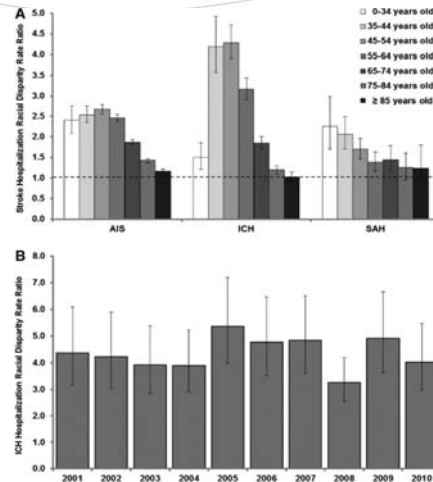 A
Stroke Hospitalization Racial Disparity Rate Ratio
5.0
4.5
4.0
3.5
3.0
2.5
2.0
1.5
1.0
0.5
0.0
0-34 years old
35-44 years old
45-54 years old
55-64 years old
65-74 years old
75-84 years old
≥ 85 years old
AIS ICH SAH
B
ICH Hospitalization Racial Disparity Rate Ratio
8.0
7.0
6.0
5.0
4.0
3.0
2.0
1.0
0.0
2001 2002 2003 2004 2005 2006 2007 2008 2009 2010